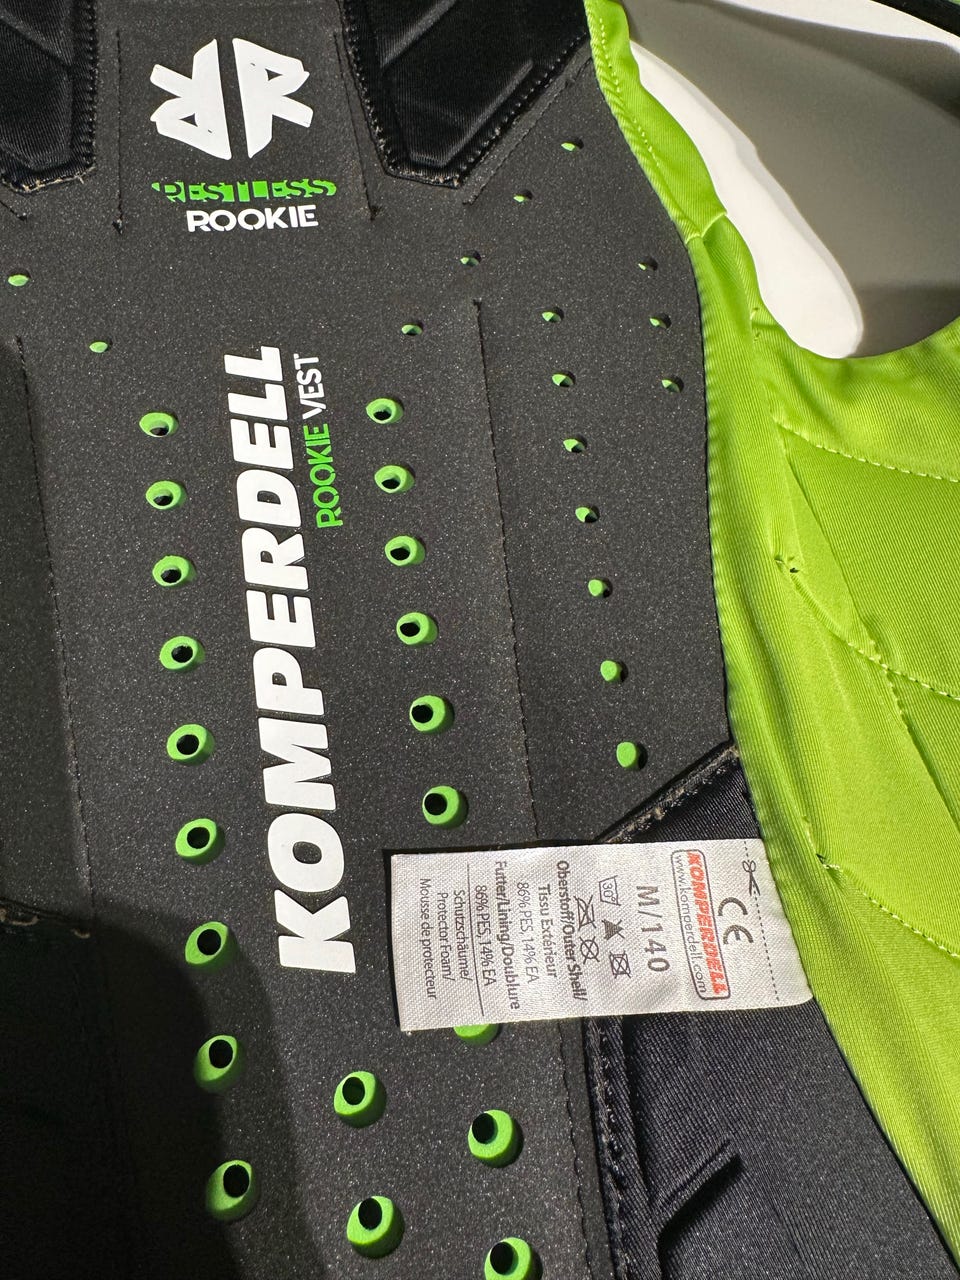 RESTLESS
ROOKIE
KOMPERDELL
ROOKIE VEST
CE
KOMPERDELL
www.komperdell.com
M/140
30°
Oberstoff/Outer Shell/
Tissu Extérieur
86% PES, 14% EA
Futter/Lining/Doublure
86% PES, 14% EA
Schutzschäume/
Protector Foam/
Mousse de protecteur